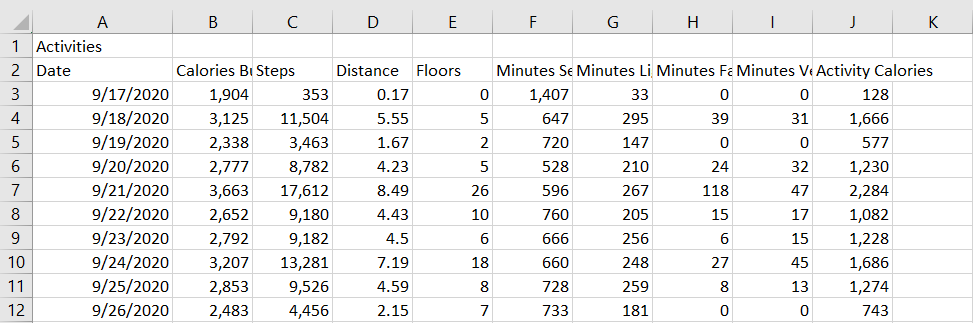 A B C D E F G H I J K
1 Activities
2 Date Calories Bu Steps Distance Floors Minutes Se Minutes Li Minutes Fa Minutes Ve Activity Calories
3 9/17/2020 1,904 353 0.17 0 1,407 33 0 0 128
4 9/18/2020 3,125 11,504 5.55 5 647 295 39 31 1,666
5 9/19/2020 2,338 3,463 1.67 2 720 147 0 0 577
6 9/20/2020 2,777 8,782 4.23 5 528 210 24 32 1,230
7 9/21/2020 3,663 17,612 8.49 26 596 267 118 47 2,284
8 9/22/2020 2,652 9,180 4.43 10 760 205 15 17 1,082
9 9/23/2020 2,792 9,182 4.5 6 666 256 6 15 1,228
10 9/24/2020 3,207 13,281 7.19 18 660 248 27 45 1,686
11 9/25/2020 2,853 9,526 4.59 8 728 259 8 13 1,274
12 9/26/2020 2,483 4,456 2.15 7 733 181 0 0 743